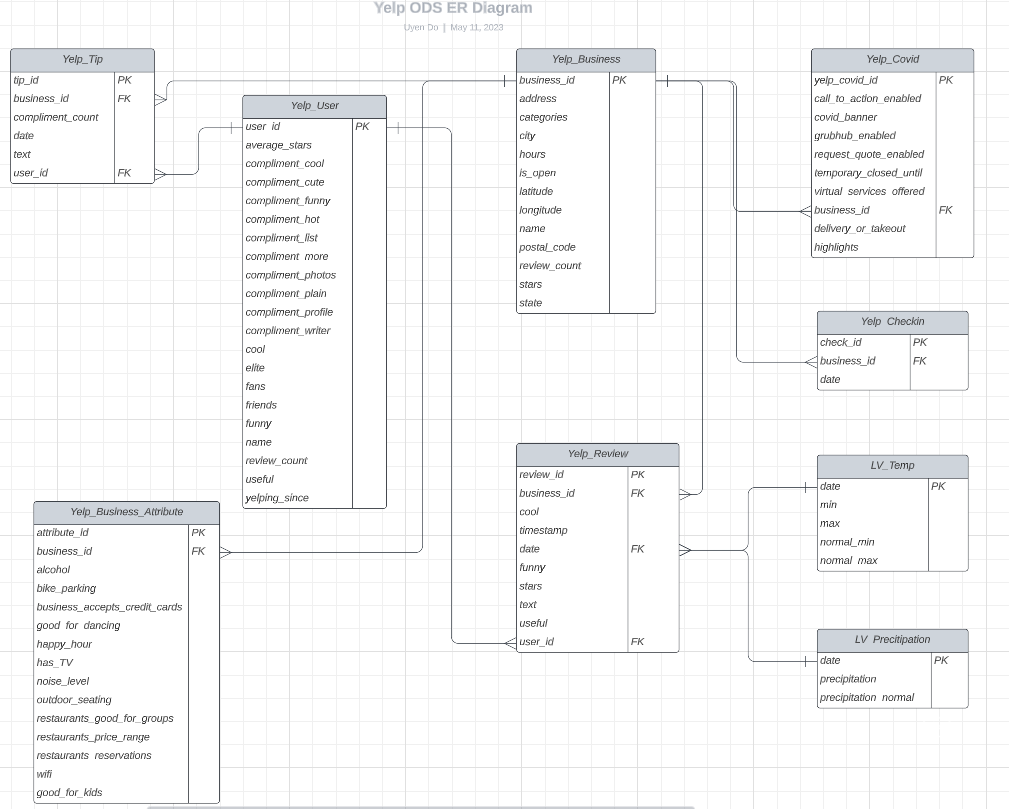 Yelp ODS ER Diagram
Uyen Do | May 11, 2023
Yelp_Tip
tip_id PK
business_id FK
compliment_count
date
text
user_id FK
Yelp_User
user_id PK
average_stars
compliment_cool
compliment_cute
compliment_funny
compliment_hot
compliment_list
compliment_more
compliment_photos
compliment_plain
compliment_profile
compliment_writer
cool
elite
fans
friends
funny
name
review_count
useful
yelping_since
Yelp_Business_Attribute
attribute_id PK
business_id FK
alcohol
bike_parking
business_accepts_credit_cards
good_for_dancing
happy_hour
has_TV
noise_level
outdoor_seating
restaurants_good_for_groups
restaurants_price_range
restaurants_reservations
wifi
good_for_kids
Yelp_Business
business_id PK
address
categories
city
hours
is_open
latitude
longitude
name
postal_code
review_count
stars
state
Yelp_Review
review_id PK
business_id FK
cool
timestamp
date FK
funny
stars
text
useful
user_id FK
Yelp_Covid
yelp_covid_id PK
call_to_action_enabled
covid_banner
grubhub_enabled
request_quote_enabled
temporary_closed_until
virtual_services_offered
business_id FK
delivery_or_takeout
highlights
Yelp_Checkin
check_id PK
business_id FK
date
LV_Temp
date PK
min
max
normal_min
normal_max
LV_Precitipation
date PK
precipitation
precipitation_normal